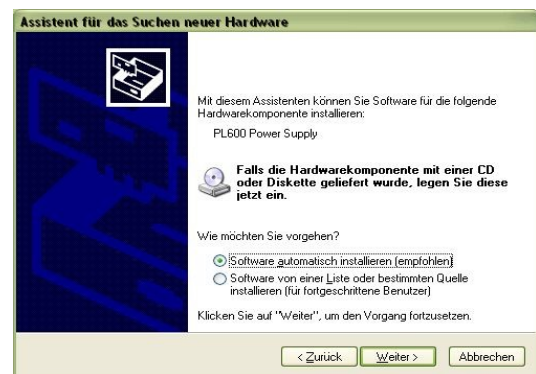 Assistent für das Suchen neuer Hardware
Mit diesem Assistenten können Sie Software für die folgende
Hardwarekomponente installieren:
PL600 Power Supply
Falls die Hardwarekomponente mit einer CD
oder Diskette geliefert wurde, legen Sie diese
jetzt ein.
Wie möchten Sie vorgehen?
Software automatisch installieren (empfohlen)
Software von einer Liste oder bestimmten Quelle
installieren (für fortgeschrittene Benutzer)
Klicken Sie auf "Weiter", um den Vorgang fortzusetzen.
< Zurück Weiter > Abbrechen